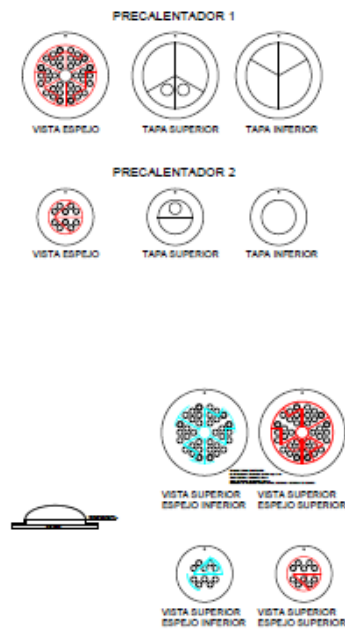 PRECALENTADOR 1
VISTA ESPEJO TAPA SUPERIOR TAPA INFERIOR
PRECALENTADOR 2
VISTA ESPEJO TAPA SUPERIOR TAPA INFERIOR
VISTA SUPERIOR VISTA SUPERIOR
ESPEJO INFERIOR ESPEJO SUPERIOR
VISTA SUPERIOR VISTA SUPERIOR
ESPEJO INFERIOR ESPEJO SUPERIOR